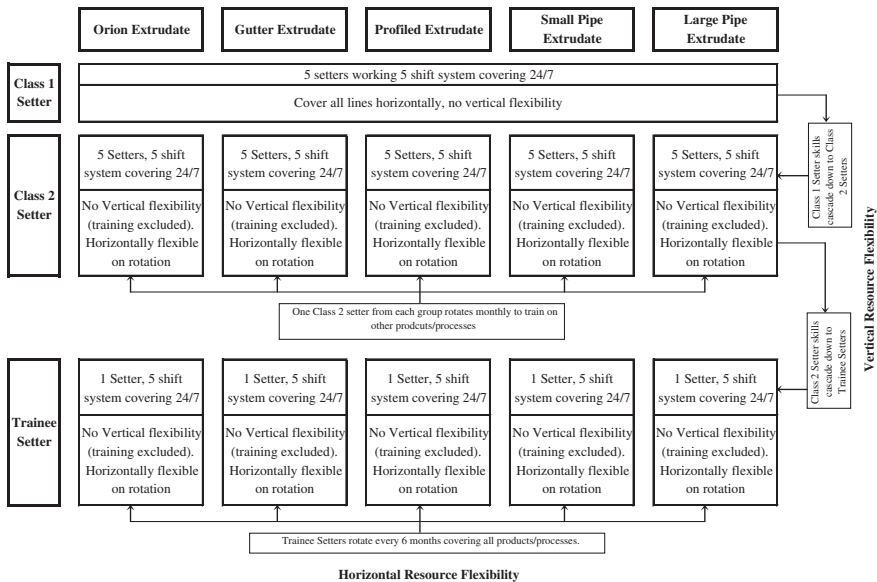 Orion Extrudate
Gutter Extrudate
Profiled Extrudate
Small Pipe
Extrudate
Large Pipe
Extrudate
Class 1
Setter
5 setters working 5 shift system covering 24/7
Cover all lines horizontally, no vertical flexibility
Class 1 Setter skills
cascade down to Class
2 Setters
Class 2
Setter
5 Setters, 5 shift
system covering 24/7
No Vertical flexibility
(training excluded).
Horizontally flexible
on rotation
5 Setters, 5 shift
system covering 24/7
No Vertical flexibility
(training excluded).
Horizontally flexible
on rotation
5 Setters, 5 shift
system covering 24/7
No Vertical flexibility
(training excluded).
Horizontally flexible
on rotation
5 Setters, 5 shift
system covering 24/7
No Vertical flexibility
(training excluded).
Horizontally flexible
on rotation
5 Setters, 5 shift
system covering 24/7
No Vertical flexibility
(training excluded).
Horizontally flexible
on rotation
One Class 2 setter from each group rotates monthly to train on
other prodcuts/processes
Class 2 Setter skills
cascade down to
Trainee Setters
Vertical Resource Flexibility
Trainee
Setter
1 Setter, 5 shift
system covering 24/7
No Vertical flexibility
(training excluded).
Horizontally flexible
on rotation
1 Setter, 5 shift
system covering 24/7
No Vertical flexibility
(training excluded).
Horizontally flexible
on rotation
1 Setter, 5 shift
system covering 24/7
No Vertical flexibility
(training excluded).
Horizontally flexible
on rotation
1 Setter, 5 shift
system covering 24/7
No Vertical flexibility
(training excluded).
Horizontally flexible
on rotation
1 Setter, 5 shift
system covering 24/7
No Vertical flexibility
(training excluded).
Horizontally flexible
on rotation
Trainee Setters rotate every 6 months covering all products/processes.
Horizontal Resource Flexibility